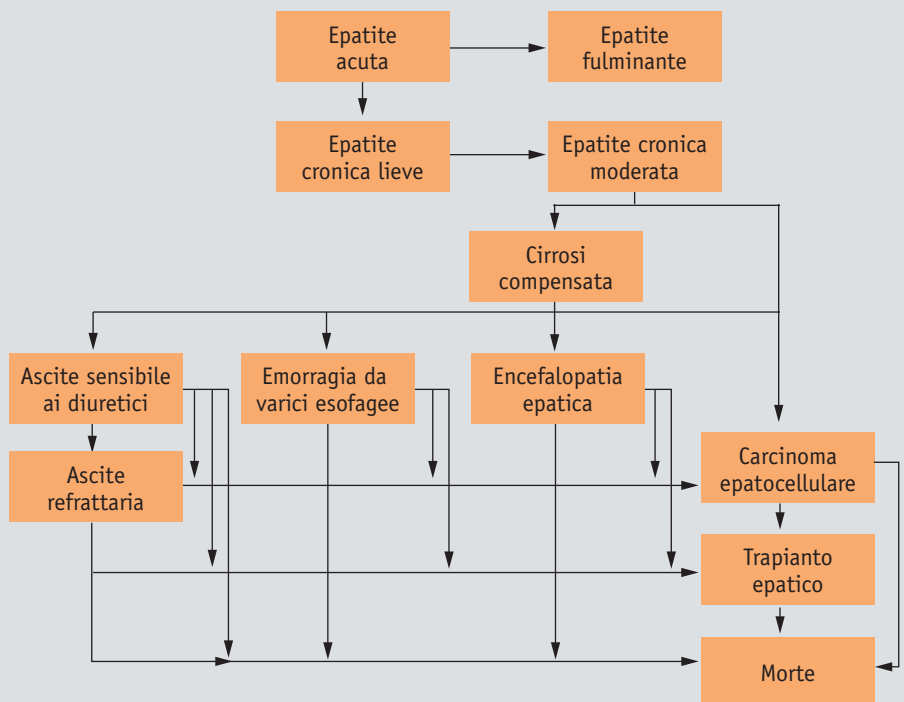 Epatite
acuta
Epatite
fulminante
Epatite
cronica lieve
Epatite cronica
moderata
Cirrosi
compensata
Ascite sensibile
ai diuretici
Emorragia da
varici esofagee
Encefalopatia
epatica
Ascite
refrattaria
Carcinoma
epatocellulare
Trapianto
epatico
Morte